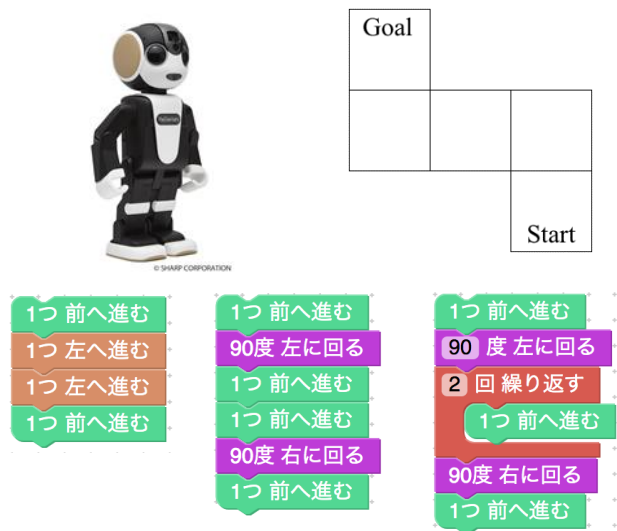 Goal
Start
© SHARP CORPORATION
1つ 前へ進む
1つ 左へ進む
1つ 左へ進む
1つ 前へ進む
1つ 前へ進む
90度 左に回る
1つ 前へ進む
1つ 前へ進む
90度 右に回る
1つ 前へ進む
1つ 前へ進む
90 度 左に回る
2 回 繰り返す
1つ 前へ進む
90度 右に回る
1つ 前へ進む